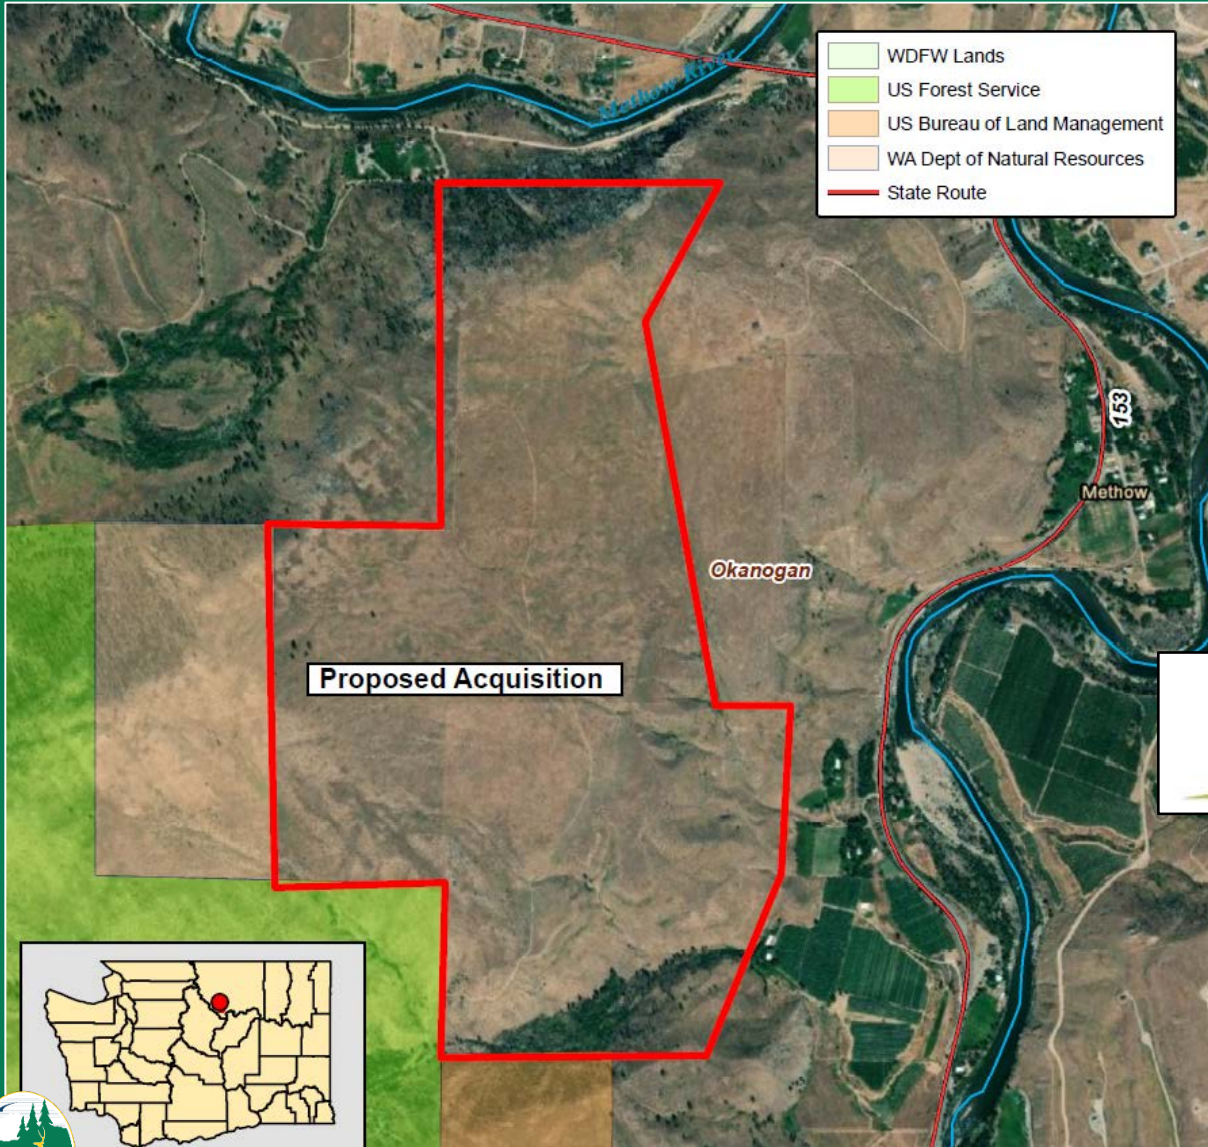 Methow River
WDFW Lands
US Forest Service
US Bureau of Land Management
WA Dept of Natural Resources
State Route
153
Methow
Okanogan
Proposed Acquisition